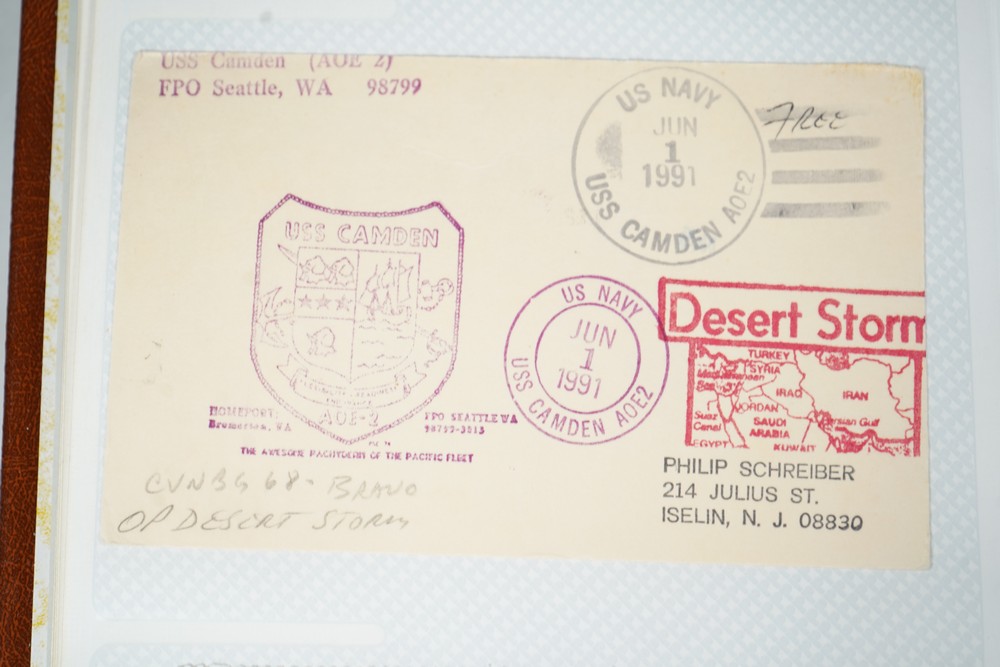 USS Camden (AOE 2)
FPO Seattle, WA 98799
US NAVY
JUN
1
1991
USS CAMDEN AOE2
FREE
USS CAMDEN
AOE-2
HOMEPORT:
Bremerton, WA
FPO SEATTLE WA
98799-3013
THE AWESOME PACHYDERM OF THE PACIFIC FLEET
US NAVY
JUN
1
1991
USS CAMDEN AOE2
Desert Storm
TURKEY
SYRIA
IRAQ
IRAN
JORDAN
Suez
Canal
SAUDI
ARABIA
Persian Gulf
EGYPT
KUWAIT
PHILIP SCHREIBER
214 JULIUS ST.
ISELIN, N. J. 08830
CVNBG 68 - BRAVO
OP DESERT STORM